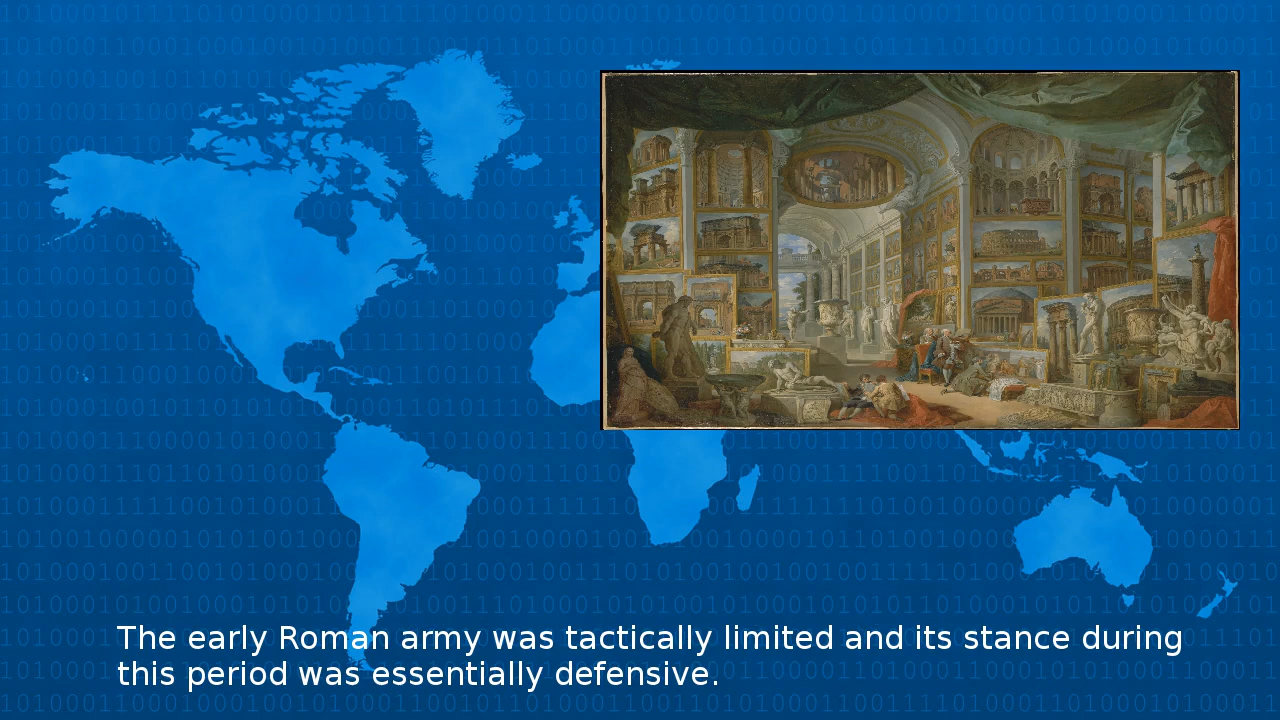 The early Roman army was tactically limited and its stance during
this period was essentially defensive.